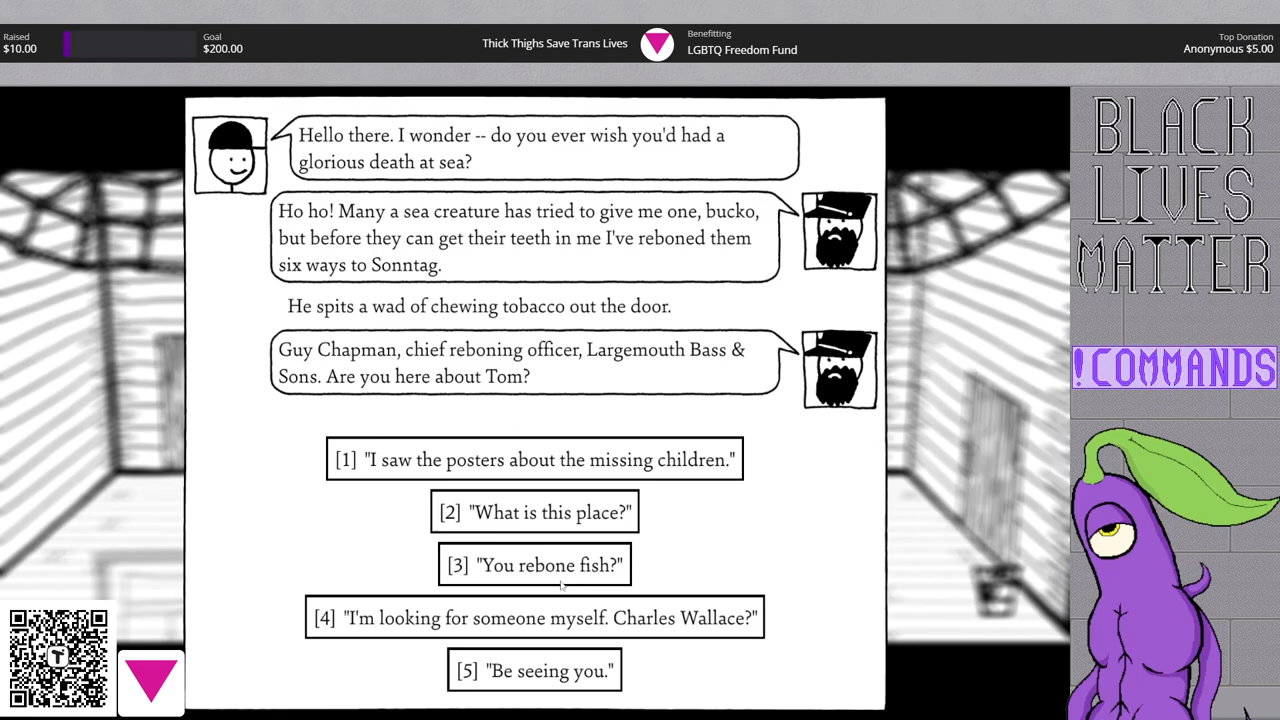 Raised
$10.00
Goal
$200.00
Thick Thighs Save Trans Lives
Benefitting
LGBTQ Freedom Fund
Top Donation
Anonymous $5.00
Hello there. I wonder -- do you ever wish you'd had a
glorious death at sea?
Ho ho! Many a sea creature has tried to give me one, bucko,
but before they can get their teeth in me I've reboned them
six ways to Sonntag.
He spits a wad of chewing tobacco out the door.
Guy Chapman, chief reboning officer, Largemouth Bass &
Sons. Are you here about Tom?
[1] "I saw the posters about the missing children."
[2] "What is this place?"
[3] "You rebone fish?"
[4] "I'm looking for someone myself. Charles Wallace?"
[5] "Be seeing you."
BLACK
LIVES
MATTER
!COMMANDS
T